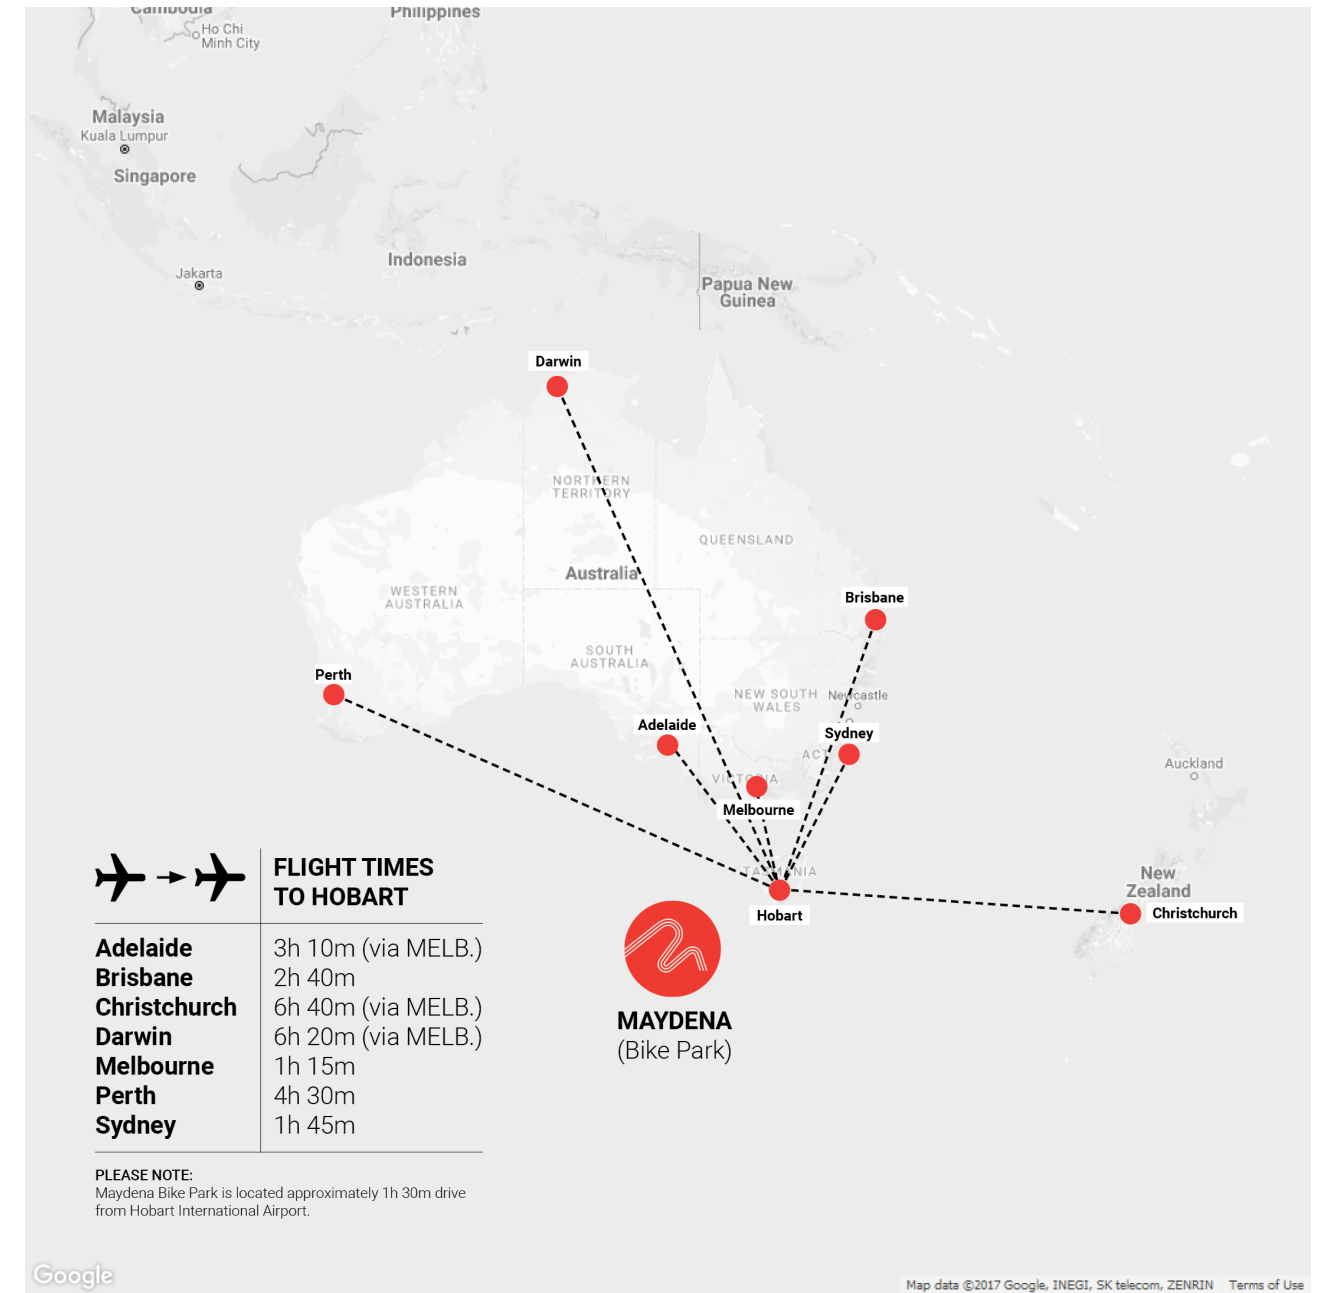 Cambodia
Philippines
Ho Chi
Minh City
Malaysia
Kuala Lumpur
Singapore
Indonesia
Jakarta
Papua New
Guinea
Darwin
NORTHERN
TERRITORY
QUEENSLAND
Australia
WESTERN
AUSTRALIA
Brisbane
SOUTH
AUSTRALIA
Perth
NEW SOUTH
WALES
Newcastle
Adelaide
Sydney
ACT
Auckland
VICTORIA
Melbourne
TASMANIA
New
Zealand
Hobart
Christchurch
FLIGHT TIMES
TO HOBART
Adelaide 3h 10m (via MELB.)
Brisbane 2h 40m
Christchurch 6h 40m (via MELB.)
Darwin 6h 20m (via MELB.)
Melbourne 1h 15m
Perth 4h 30m
Sydney 1h 45m
MAYDENA
(Bike Park)
PLEASE NOTE:
Maydena Bike Park is located approximately 1h 30m drive
from Hobart International Airport.
Google
Map data ©2017 Google, INEGI, SK telecom, ZENRIN Terms of Use